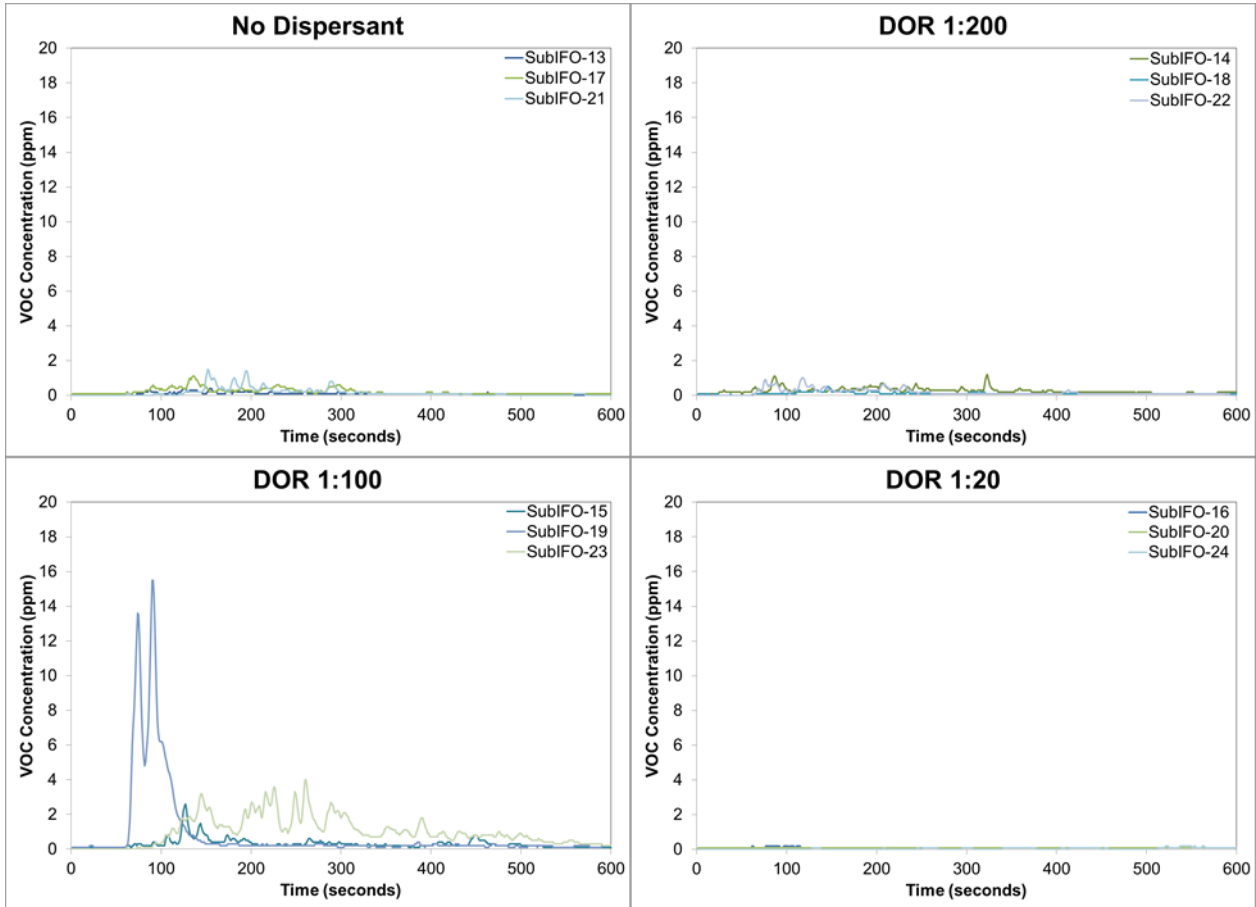 No Dispersant
VOC Concentration (ppm)
20
18
16
14
12
10
8
6
4
2
0
SubIFO-13
SubIFO-17
SubIFO-21
0 100 200 300 400 500 600
Time (seconds)
DOR 1:200
VOC Concentration (ppm)
20
18
16
14
12
10
8
6
4
2
0
SubIFO-14
SubIFO-18
SubIFO-22
0 100 200 300 400 500 600
Time (seconds)
DOR 1:100
VOC Concentration (ppm)
20
18
16
14
12
10
8
6
4
2
0
SubIFO-15
SubIFO-19
SubIFO-23
0 100 200 300 400 500 600
Time (seconds)
DOR 1:20
VOC Concentration (ppm)
20
18
16
14
12
10
8
6
4
2
0
SubIFO-16
SubIFO-20
SubIFO-24
0 100 200 300 400 500 600
Time (seconds)